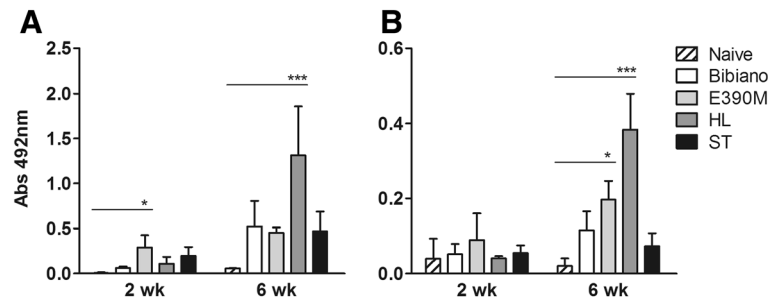 A
B
Abs 492nm
2.5
2.0
1.5
1.0
0.5
0.0
*
***
2 wk
6 wk
0.6
0.4
0.2
0.0
*
***
2 wk
6 wk
Naive
Bibiano
E390M
HL
ST